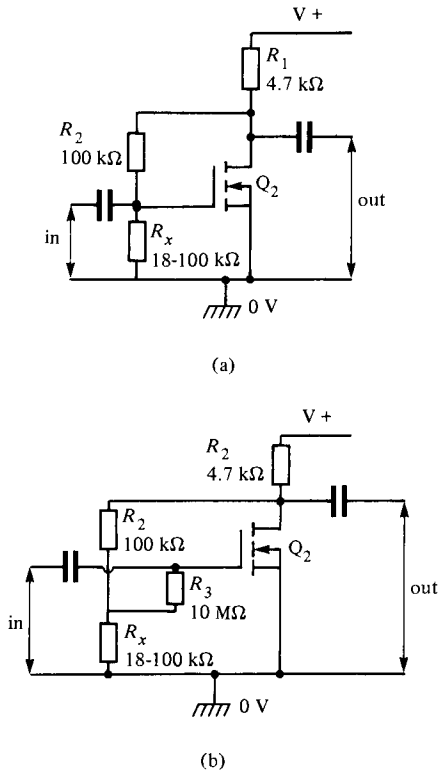 V +
R1
4.7 kΩ
R2
100 kΩ
Q2
out
in
Rx
18-100 kΩ
0 V
(a)
V +
R2
4.7 kΩ
R2
100 kΩ
Q2
R3
10 MΩ
out
in
Rx
18-100 kΩ
0 V
(b)